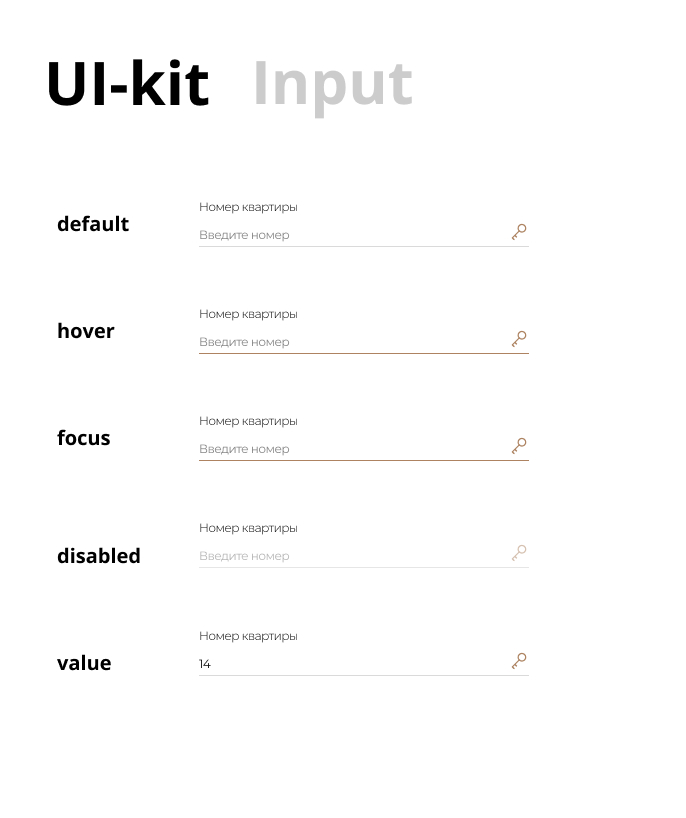 UI-kit Input
default
Номер квартиры
Введите номер
hover
Номер квартиры
Введите номер
focus
Номер квартиры
Введите номер
disabled
Номер квартиры
Введите номер
value
Номер квартиры
14